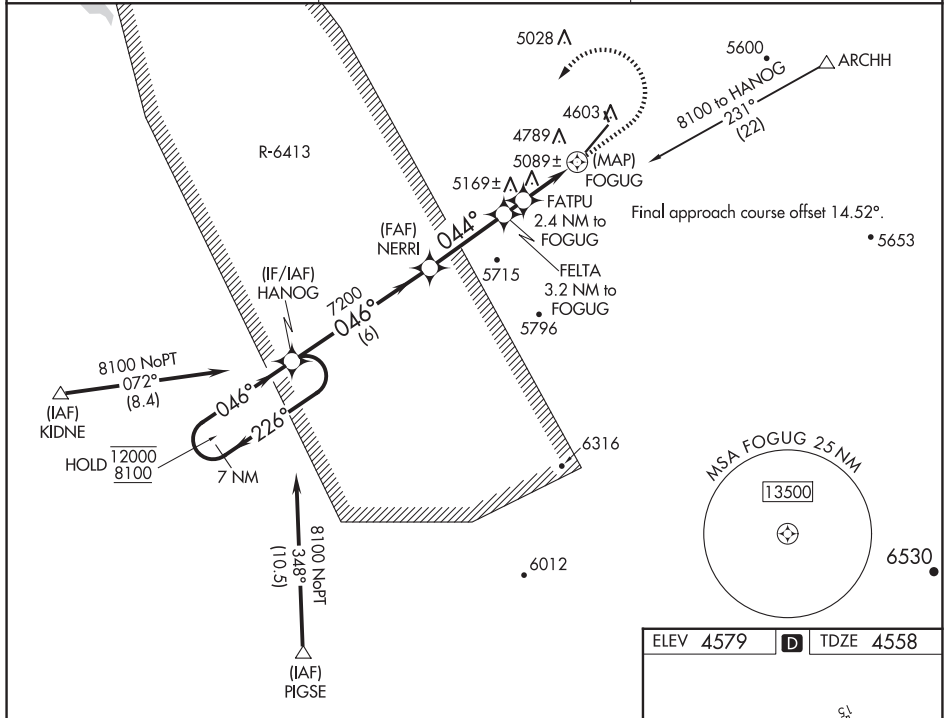 5028
5600
ARCHH
8100 to HANOG
231°
(22)
4603
4789
5089±
(MAP)
FOGUG
R-6413
5169±
FATPU
2.4 NM to
FOGUG
Final approach course offset 14.52°.
5653
(FAF)
NERRI
044°
FELTA
3.2 NM to
FOGUG
5715
5796
(IF/IAF)
HANOG
7200
046°
(6)
8100 NoPT
072°
(8.4)
(IAF)
KIDNE
046°
226°
HOLD 12000
8100
7 NM
6316
MSA FOGUG 25 NM
13500
6530
8100 NoPT
348°
(10.5)
6012
(IAF)
PIGSE
ELEV 4579 D TDZE 4558